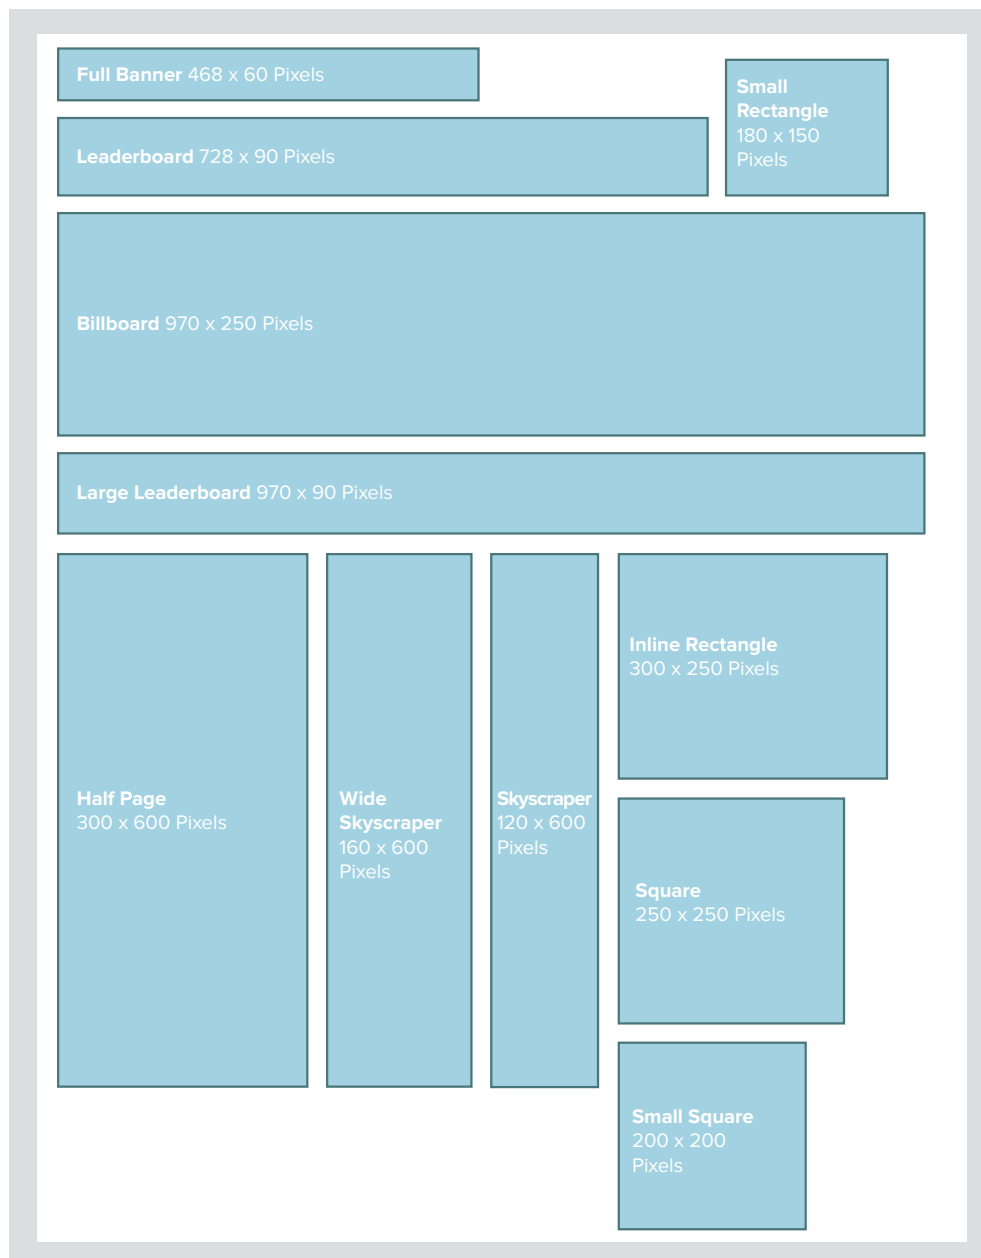 Full Banner 468 x 60 Pixels
Small
Rectangle
180 x 150
Pixels
Leaderboard 728 x 90 Pixels
Billboard 970 x 250 Pixels
Large Leaderboard 970 x 90 Pixels
Half Page
300 x 600 Pixels
Wide
Skyscraper
160 x 600
Pixels
Skyscraper
120 x 600
Pixels
Inline Rectangle
300 x 250 Pixels
Square
250 x 250 Pixels
Small Square
200 x 200
Pixels